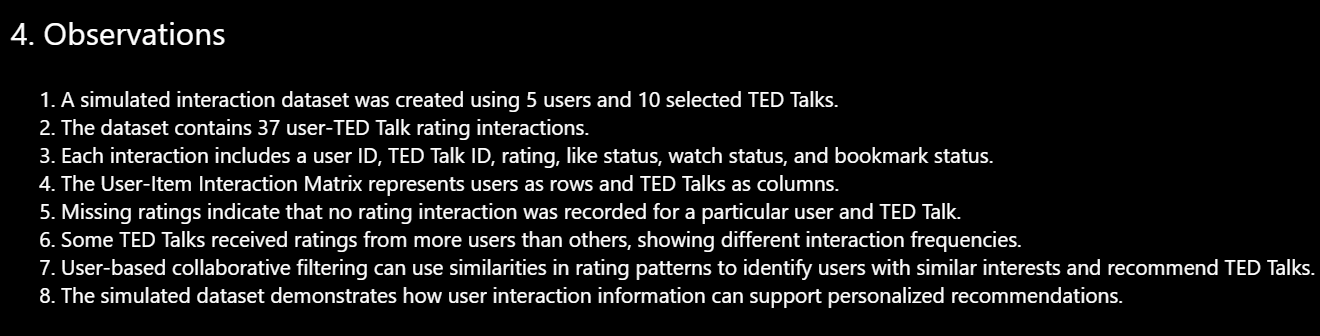 4. Observations
1. A simulated interaction dataset was created using 5 users and 10 selected TED Talks.
2. The dataset contains 37 user-TED Talk rating interactions.
3. Each interaction includes a user ID, TED Talk ID, rating, like status, watch status, and bookmark status.
4. The User-Item Interaction Matrix represents users as rows and TED Talks as columns.
5. Missing ratings indicate that no rating interaction was recorded for a particular user and TED Talk.
6. Some TED Talks received ratings from more users than others, showing different interaction frequencies.
7. User-based collaborative filtering can use similarities in rating patterns to identify users with similar interests and recommend TED Talks.
8. The simulated dataset demonstrates how user interaction information can support personalized recommendations.